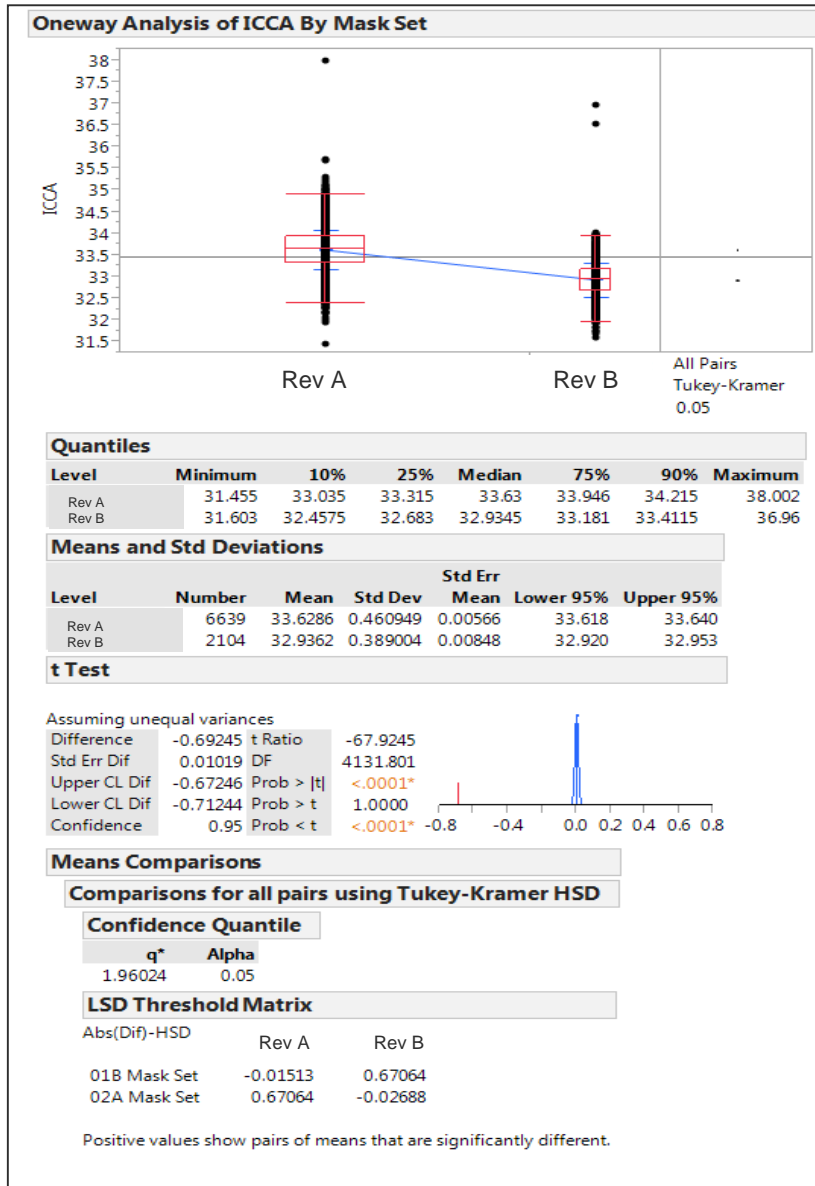 Oneway Analysis of ICCA By Mask Set
38
37.5
37
36.5
36
35.5
35
34.5
34
33.5
33
32.5
32
31.5
ICCA
Rev A Rev B
All Pairs
Tukey-Kramer
0.05
Quantiles
Level Minimum 10% 25% Median 75% 90% Maximum
Rev A 31.455 33.035 33.315 33.63 33.946 34.215 38.002
Rev B 31.603 32.4575 32.683 32.9345 33.181 33.4115 36.96
Means and Std Deviations
Std Err
Level Number Mean Std Dev Mean Lower 95% Upper 95%
Rev A 6639 33.6286 0.460949 0.00566 33.618 33.640
Rev B 2104 32.9362 0.389004 0.00848 32.920 32.953
t Test
Assuming unequal variances
Difference -0.69245 t Ratio -67.9245
Std Err Dif 0.01019 DF 4131.801
Upper CL Dif -0.67246 Prob > |t| <.0001*
Lower CL Dif -0.71244 Prob > t 1.0000
Confidence 0.95 Prob < t <.0001*
-0.8 -0.4 0.0 0.2 0.4 0.6 0.8
Means Comparisons
Comparisons for all pairs using Tukey-Kramer HSD
Confidence Quantile
q* Alpha
1.96024 0.05
LSD Threshold Matrix
Abs(Dif)-HSD
Rev A Rev B
01B Mask Set -0.01513 0.67064
02A Mask Set 0.67064 -0.02688
Positive values show pairs of means that are significantly different.